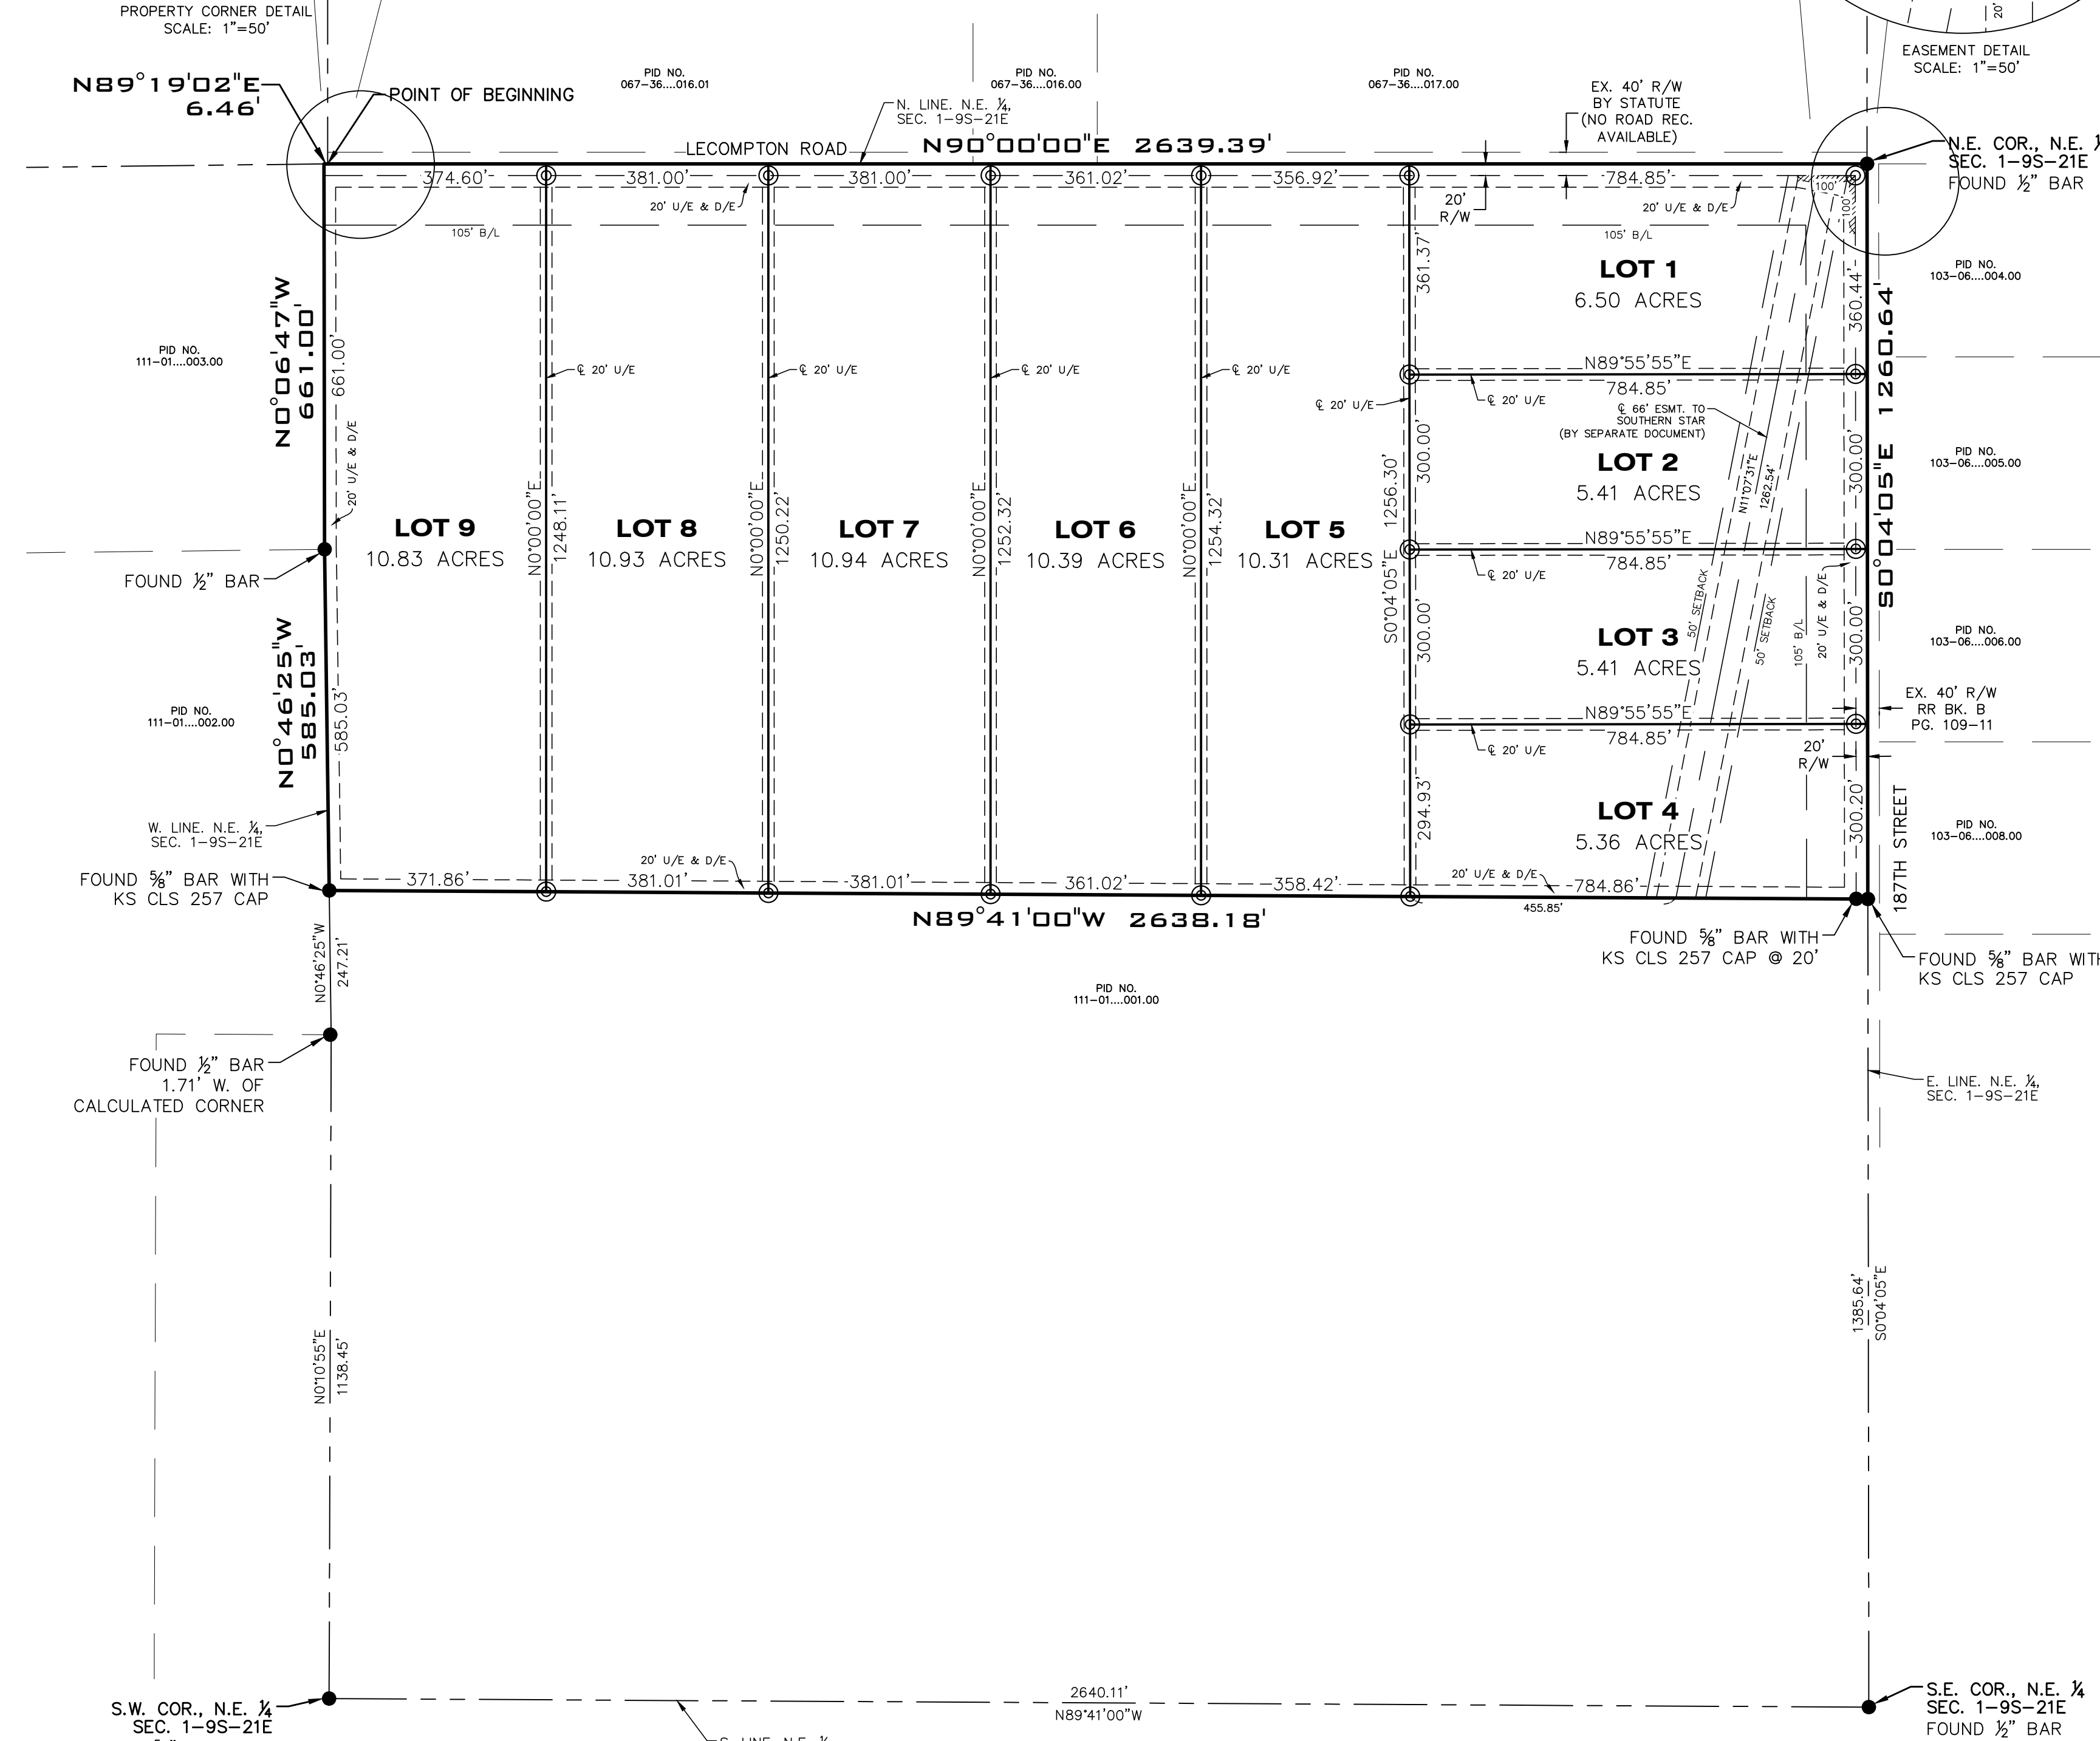 PROPERTY CORNER DETAIL
SCALE: 1"=50'
20'
EASEMENT DETAIL
SCALE: 1"=50'
N89°19'02"E
6.46'
POINT OF BEGINNING
PID NO.
067-36....016.01
PID NO.
067-36....016.00
PID NO.
067-36....017.00
N. LINE. N.E. ¼,
SEC. 1-9S-21E
EX. 40' R/W
BY STATUTE
(NO ROAD REC.
AVAILABLE)
LECOMPTON ROAD
N90°00'00"E 2639.39'
N.E. COR., N.E. ¼
SEC. 1-9S-21E
FOUND ½" BAR
374.60'
381.00'
381.00'
361.02'
356.92'
784.85'
20' U/E & D/E
20'
R/W
20' U/E & D/E
100'
100'
105' B/L
105' B/L
LOT 1
6.50 ACRES
361.37'
360.44'
PID NO.
103-06....004.00
N0°06'47"W
661.00'
661.00'
S0°04'05"E 1260.64'
PID NO.
111-01....003.00
℄ 20' U/E
℄ 20' U/E
℄ 20' U/E
℄ 20' U/E
N89°55'55"E
784.85'
℄ 20' U/E
℄ 20' U/E
℄ 66' ESMT. TO
SOUTHERN STAR
(BY SEPARATE DOCUMENT)
20' U/E & D/E
300.00'
LOT 2
5.41 ACRES
N11°07'31"E
1262.54'
300.00'
PID NO.
103-06....005.00
LOT 9
10.83 ACRES
N0°00'00"E
1248.11'
LOT 8
10.93 ACRES
N0°00'00"E
1250.22'
LOT 7
10.94 ACRES
N0°00'00"E
1252.32'
LOT 6
10.39 ACRES
N0°00'00"E
1254.32'
LOT 5
10.31 ACRES
S0°04'05"E
1256.30'
N89°55'55"E
784.85'
℄ 20' U/E
FOUND ½" BAR
300.00'
LOT 3
5.41 ACRES
50' SETBACK
50' SETBACK
105' B/L
20' U/E & D/E
300.00'
PID NO.
103-06....006.00
N0°46'25"W
585.03'
585.03'
PID NO.
111-01....002.00
N89°55'55"E
784.85'
℄ 20' U/E
EX. 40' R/W
RR BK. B
PG. 109-11
20'
R/W
294.93'
LOT 4
5.36 ACRES
300.20'
187TH STREET
PID NO.
103-06....008.00
W. LINE. N.E. ¼,
SEC. 1-9S-21E
FOUND ⅝" BAR WITH
KS CLS 257 CAP
20' U/E & D/E
20' U/E & D/E
371.86'
381.01'
381.01'
361.02'
358.42'
784.86'
455.85'
N89°41'00"W 2638.18'
FOUND ⅝" BAR WITH
KS CLS 257 CAP @ 20'
FOUND ⅝" BAR WITH
KS CLS 257 CAP
N0°46'25"W
247.21'
PID NO.
111-01....001.00
FOUND ½" BAR
1.71' W. OF
CALCULATED CORNER
E. LINE. N.E. ¼,
SEC. 1-9S-21E
N0°10'55"E
1138.45'
1385.64'
S0°04'05"E
2640.11'
N89°41'00"W
S.W. COR., N.E. ¼
SEC. 1-9S-21E
S.E. COR., N.E. ¼
SEC. 1-9S-21E
FOUND ½" BAR
S. LINE. N.E. ¼